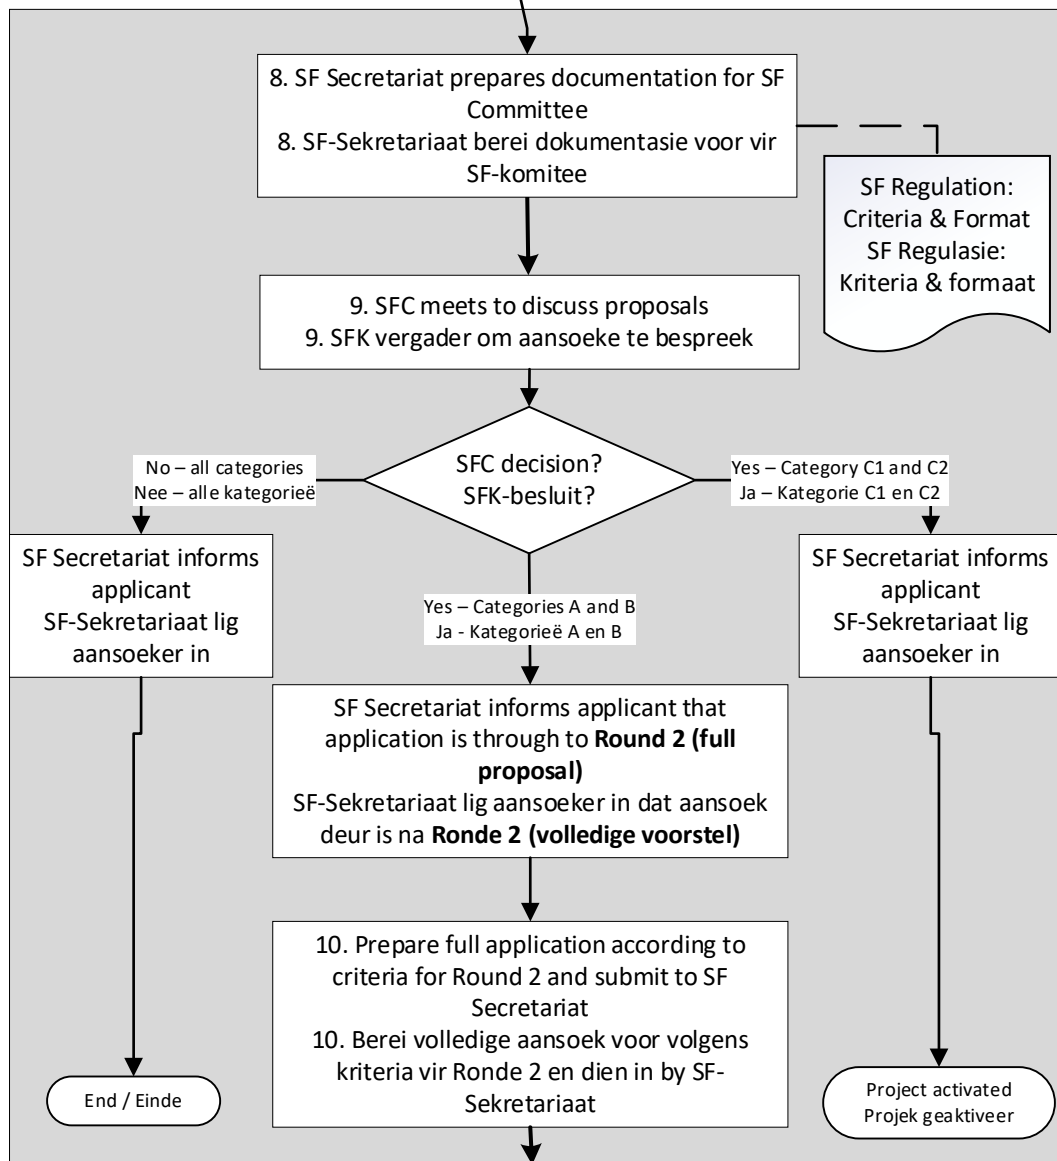 8. SF Secretariat prepares documentation for SF
Committee
8. SF-Sekretariaat berei dokumentasie voor vir
SF-komitee
SF Regulation:
Criteria & Format
SF Regulasie:
Kriteria & formaat
9. SFC meets to discuss proposals
9. SFK vergader om aansoeke te bespreek
SFC decision?
SFK-besluit?
No – all categories
Nee – alle kategorieë
Yes – Category C1 and C2
Ja – Kategorie C1 en C2
SF Secretariat informs
applicant
SF-Sekretariaat lig
aansoeker in
Yes – Categories A and B
Ja - Kategorieë A en B
SF Secretariat informs
applicant
SF-Sekretariaat lig
aansoeker in
SF Secretariat informs applicant that
application is through to Round 2 (full
proposal)
SF-Sekretariaat lig aansoeker in dat aansoek
deur is na Ronde 2 (volledige voorstel)
10. Prepare full application according to
criteria for Round 2 and submit to SF
Secretariat
10. Berei volledige aansoek voor volgens
kriteria vir Ronde 2 en dien in by SF-
Sekretariaat
End / Einde
Project activated
Projek geaktiveer